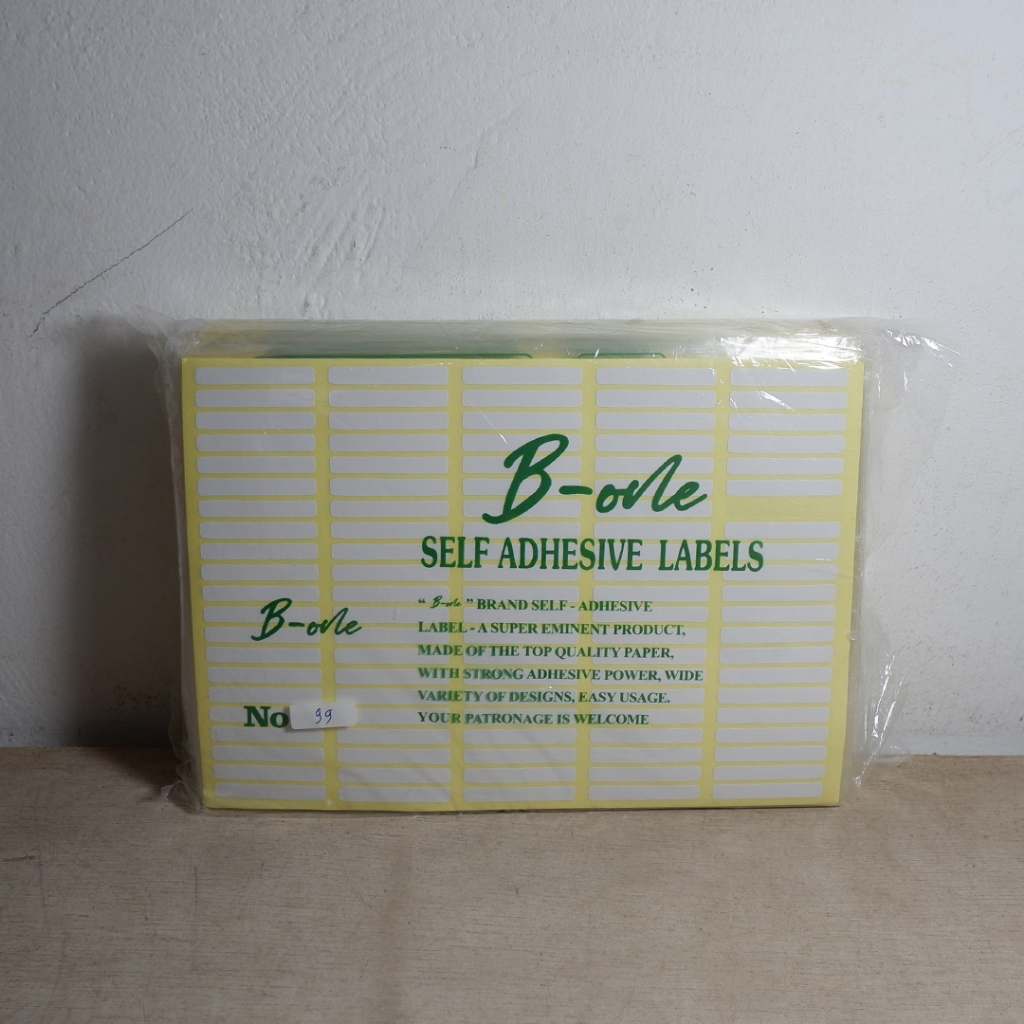 B-one
SELF ADHESIVE LABELS
“ B-one ” BRAND SELF - ADHESIVE
LABEL - A SUPER EMINENT PRODUCT,
MADE OF THE TOP QUALITY PAPER,
WITH STRONG ADHESIVE POWER, WIDE
VARIETY OF DESIGNS, EASY USAGE.
YOUR PATRONAGE IS WELCOME
B-one
No 99